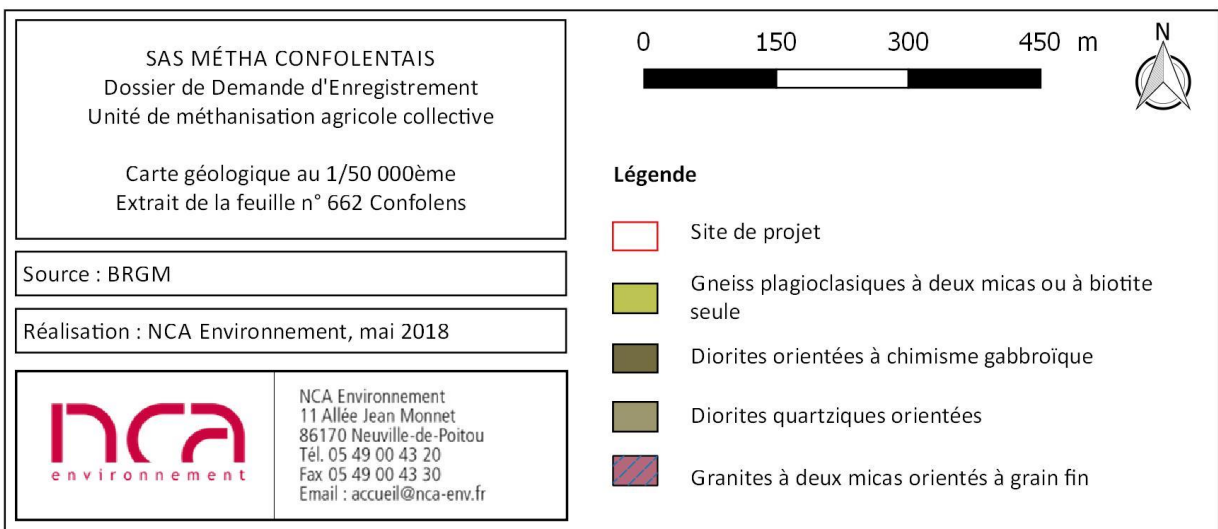 SAS MÉTHA CONFOLENTAIS
Dossier de Demande d'Enregistrement
Unité de méthanisation agricole collective
Carte géologique au 1/50 000ème
Extrait de la feuille n° 662 Confolens
Source : BRGM
Réalisation : NCA Environnement, mai 2018
nca
environnement
NCA Environnement
11 Allée Jean Monnet
86170 Neuville-de-Poitou
Tél. 05 49 00 43 20
Fax 05 49 00 43 30
Email : accueil@nca-env.fr
0 150 300 450 m
N
Légende
Site de projet
Gneiss plagioclasiques à deux micas ou à biotite
seule
Diorites orientées à chimisme gabbroïque
Diorites quartziques orientées
Granites à deux micas orientés à grain fin